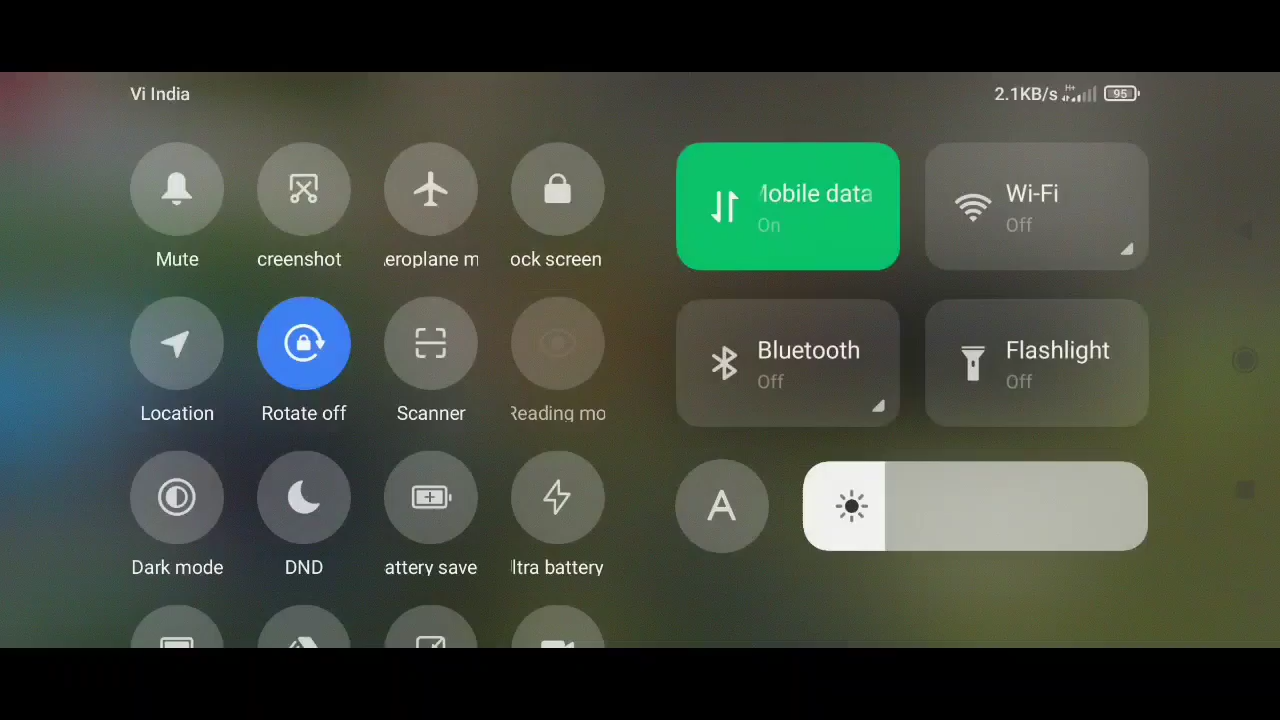 Vi India
2.1KB/s H+ 95
Mute
creenshot
eroplane m
ock screen
Location
Rotate off
Scanner
Reading mo
Dark mode
DND
attery save
ltra battery
Mobile data
On
Wi-Fi
Off
Bluetooth
Off
Flashlight
Off
A